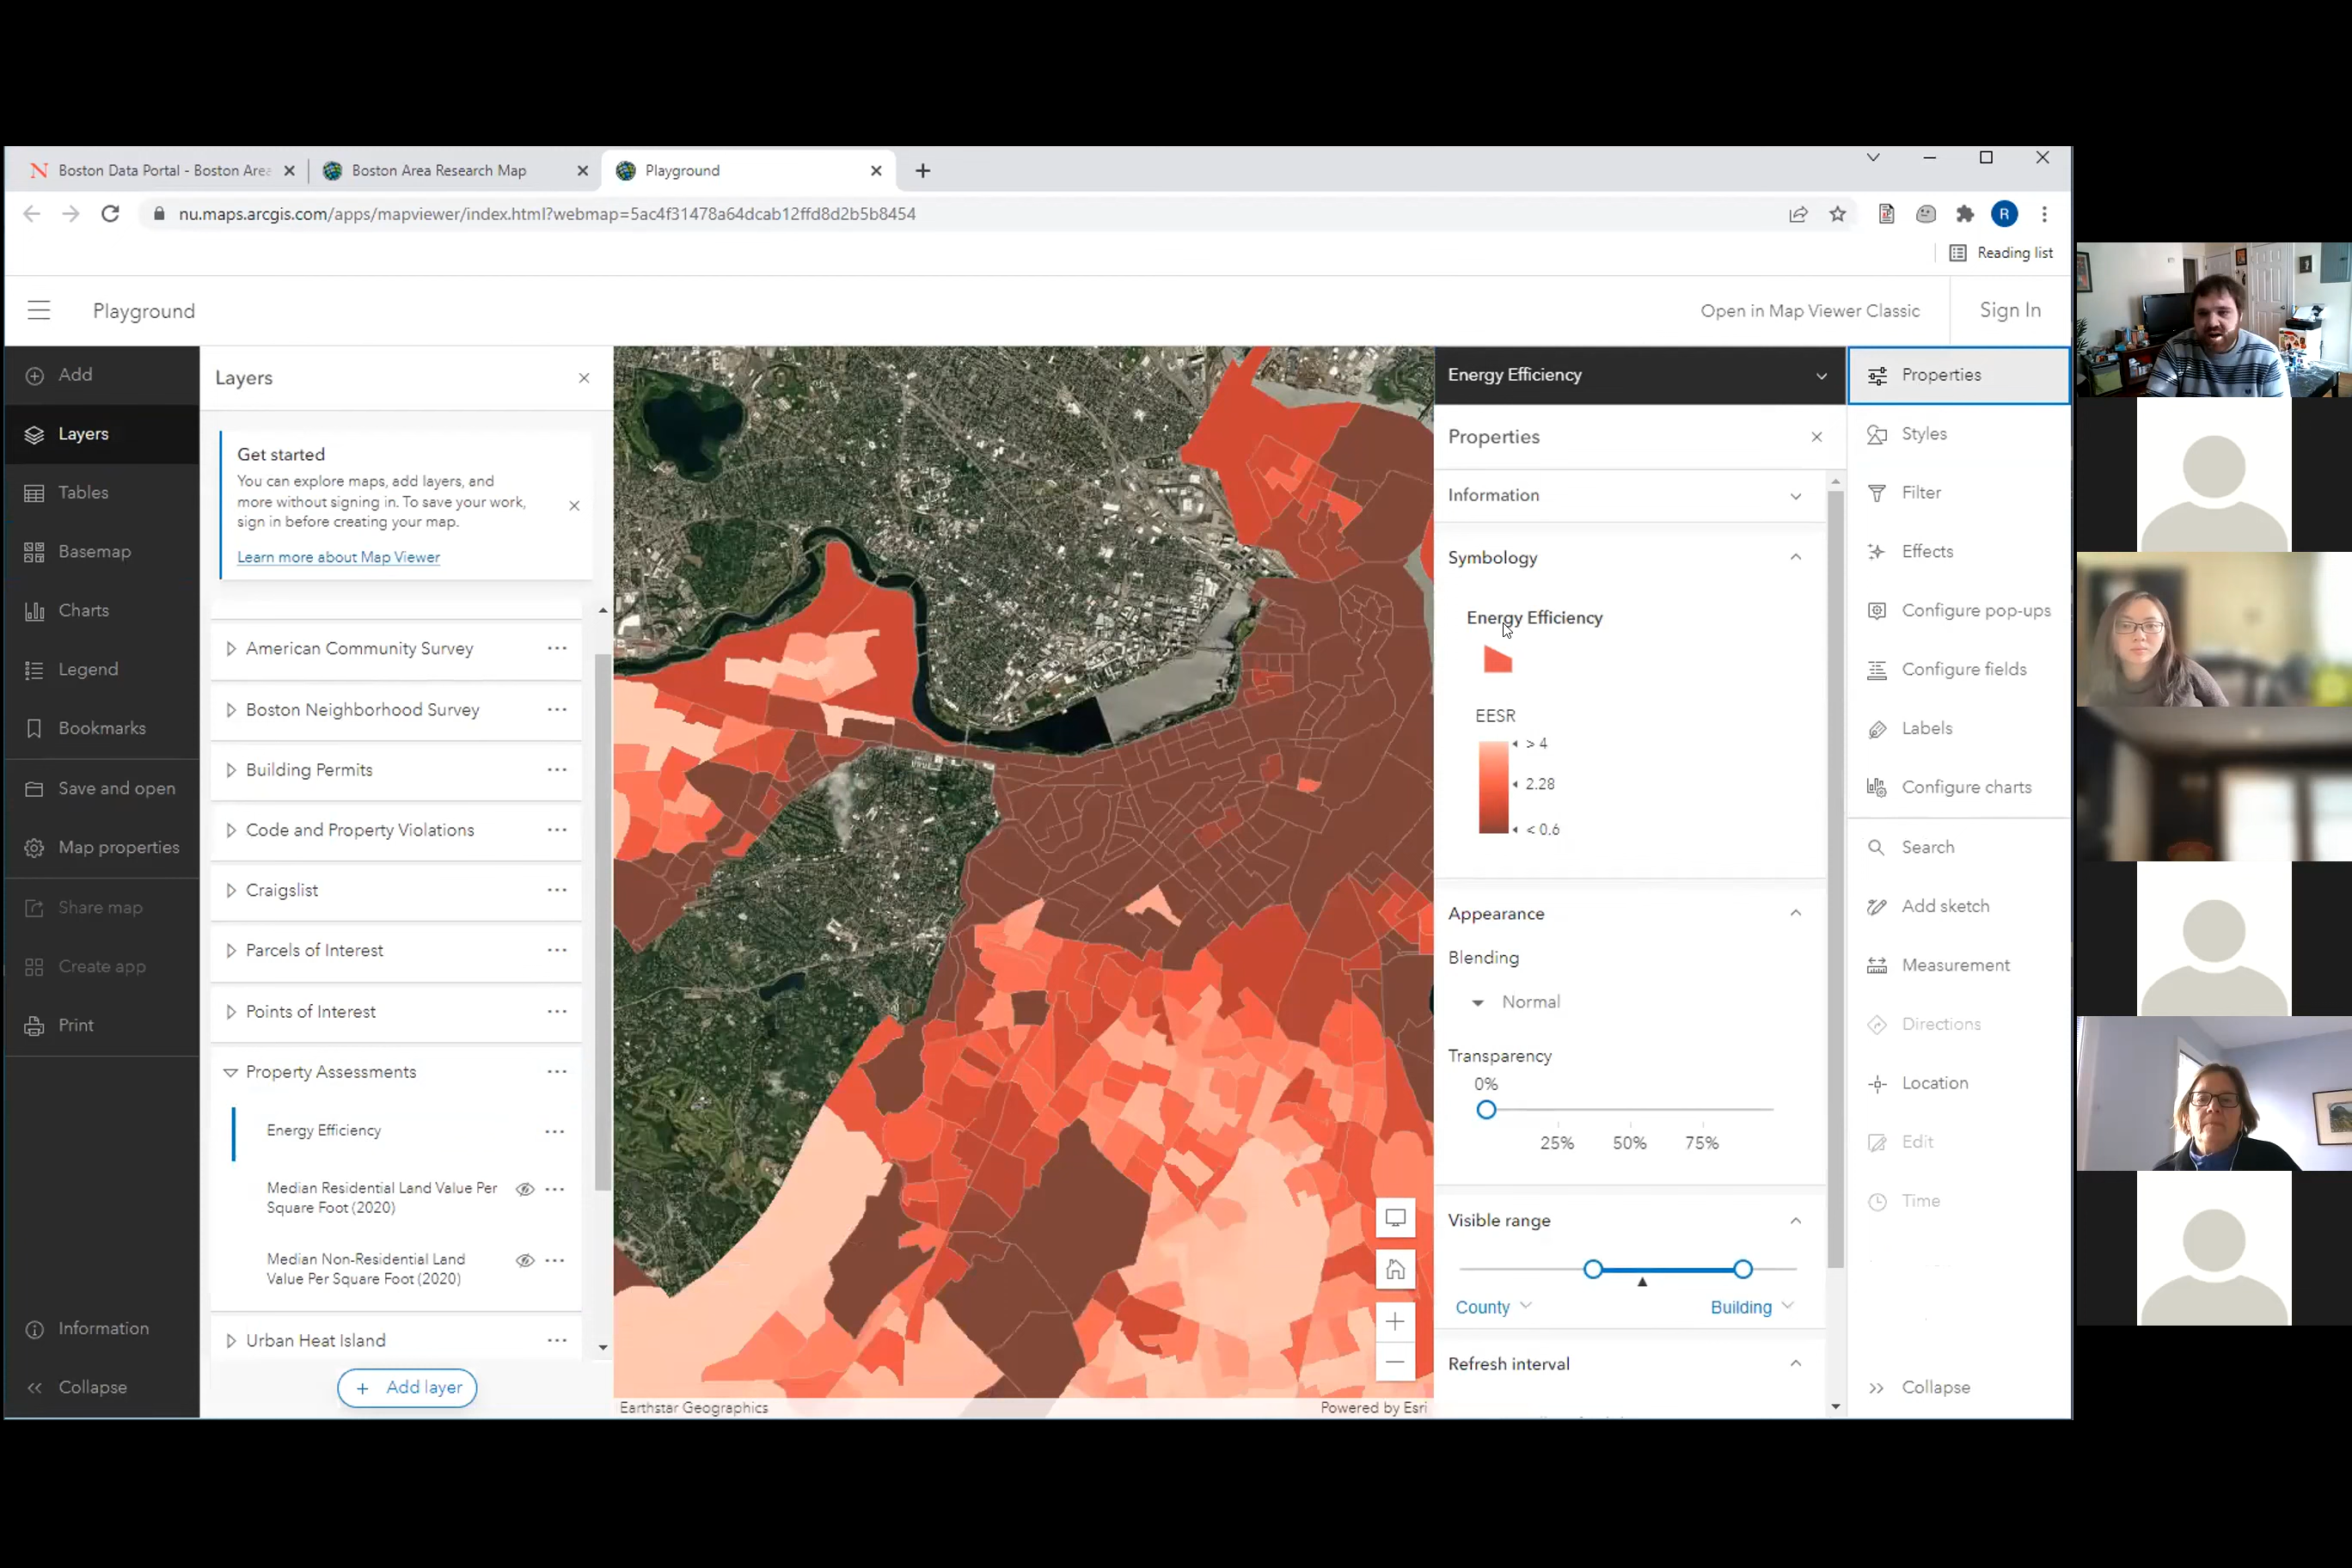 Boston Data Portal - Boston Area
Boston Area Research Map
Playground
nu.maps.arcgis.com/apps/mapviewer/index.html?webmap=5ac4f31478a64dcab12ffd8d2b5b8454
R
Reading list
Playground
Open in Map Viewer Classic
Sign In
Add
Layers
Tables
Basemap
Charts
Legend
Bookmarks
Save and open
Map properties
Share map
Create app
Print
Information
Collapse
Layers
Get started
You can explore maps, add layers, and
more without signing in. To save your work,
sign in before creating your map.
Learn more about Map Viewer
American Community Survey
Boston Neighborhood Survey
Building Permits
Code and Property Violations
Craigslist
Parcels of Interest
Points of Interest
Property Assessments
Energy Efficiency
Median Residential Land Value Per
Square Foot (2020)
Median Non-Residential Land
Value Per Square Foot (2020)
Urban Heat Island
+ Add layer
Earthstar Geographics
Powered by Esri
Energy Efficiency
Properties
Information
Symbology
Energy Efficiency
EESR
> 4
2.28
< 0.6
Appearance
Blending
Normal
Transparency
0%
25% 50% 75%
Visible range
County
Building
Refresh interval
Properties
Styles
Filter
Effects
Configure pop-ups
Configure fields
Labels
Configure charts
Search
Add sketch
Measurement
Directions
Location
Edit
Time
Collapse